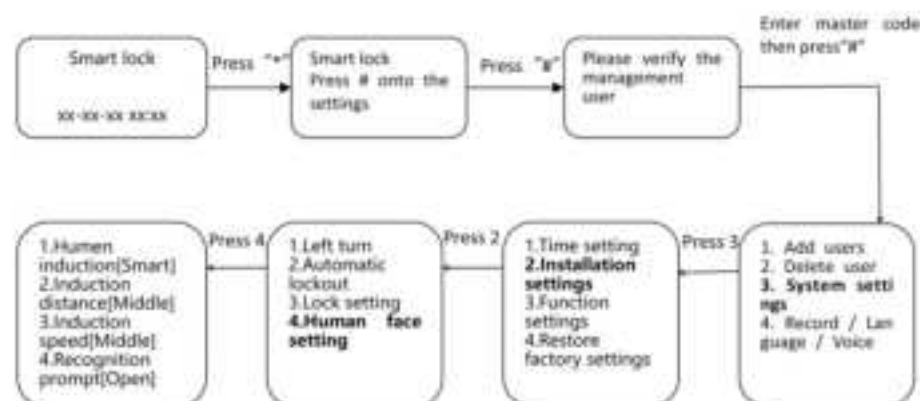 Smart lock
xx-xx-xx xx:xx
Press "*"
Smart lock
Press # onto the
settings
Press "#"
Please verify the
management
user
Enter master code
then press"#"
1. Add users
2. Delete user
3. System setti
ngs
4. Record / Lan
guage / Voice
Press 3
1.Time setting
2.Installation
settings
3.Function
settings
4.Restore
factory settings
Press 2
1.Left turn
2.Automatic
lockout
3.Lock setting
4.Human face
setting
Press 4
1.Humen
induction[Smart]
2.Induction
distance[Middle]
3.Induction
speed[Middle]
4.Recognition
prompt[Open]